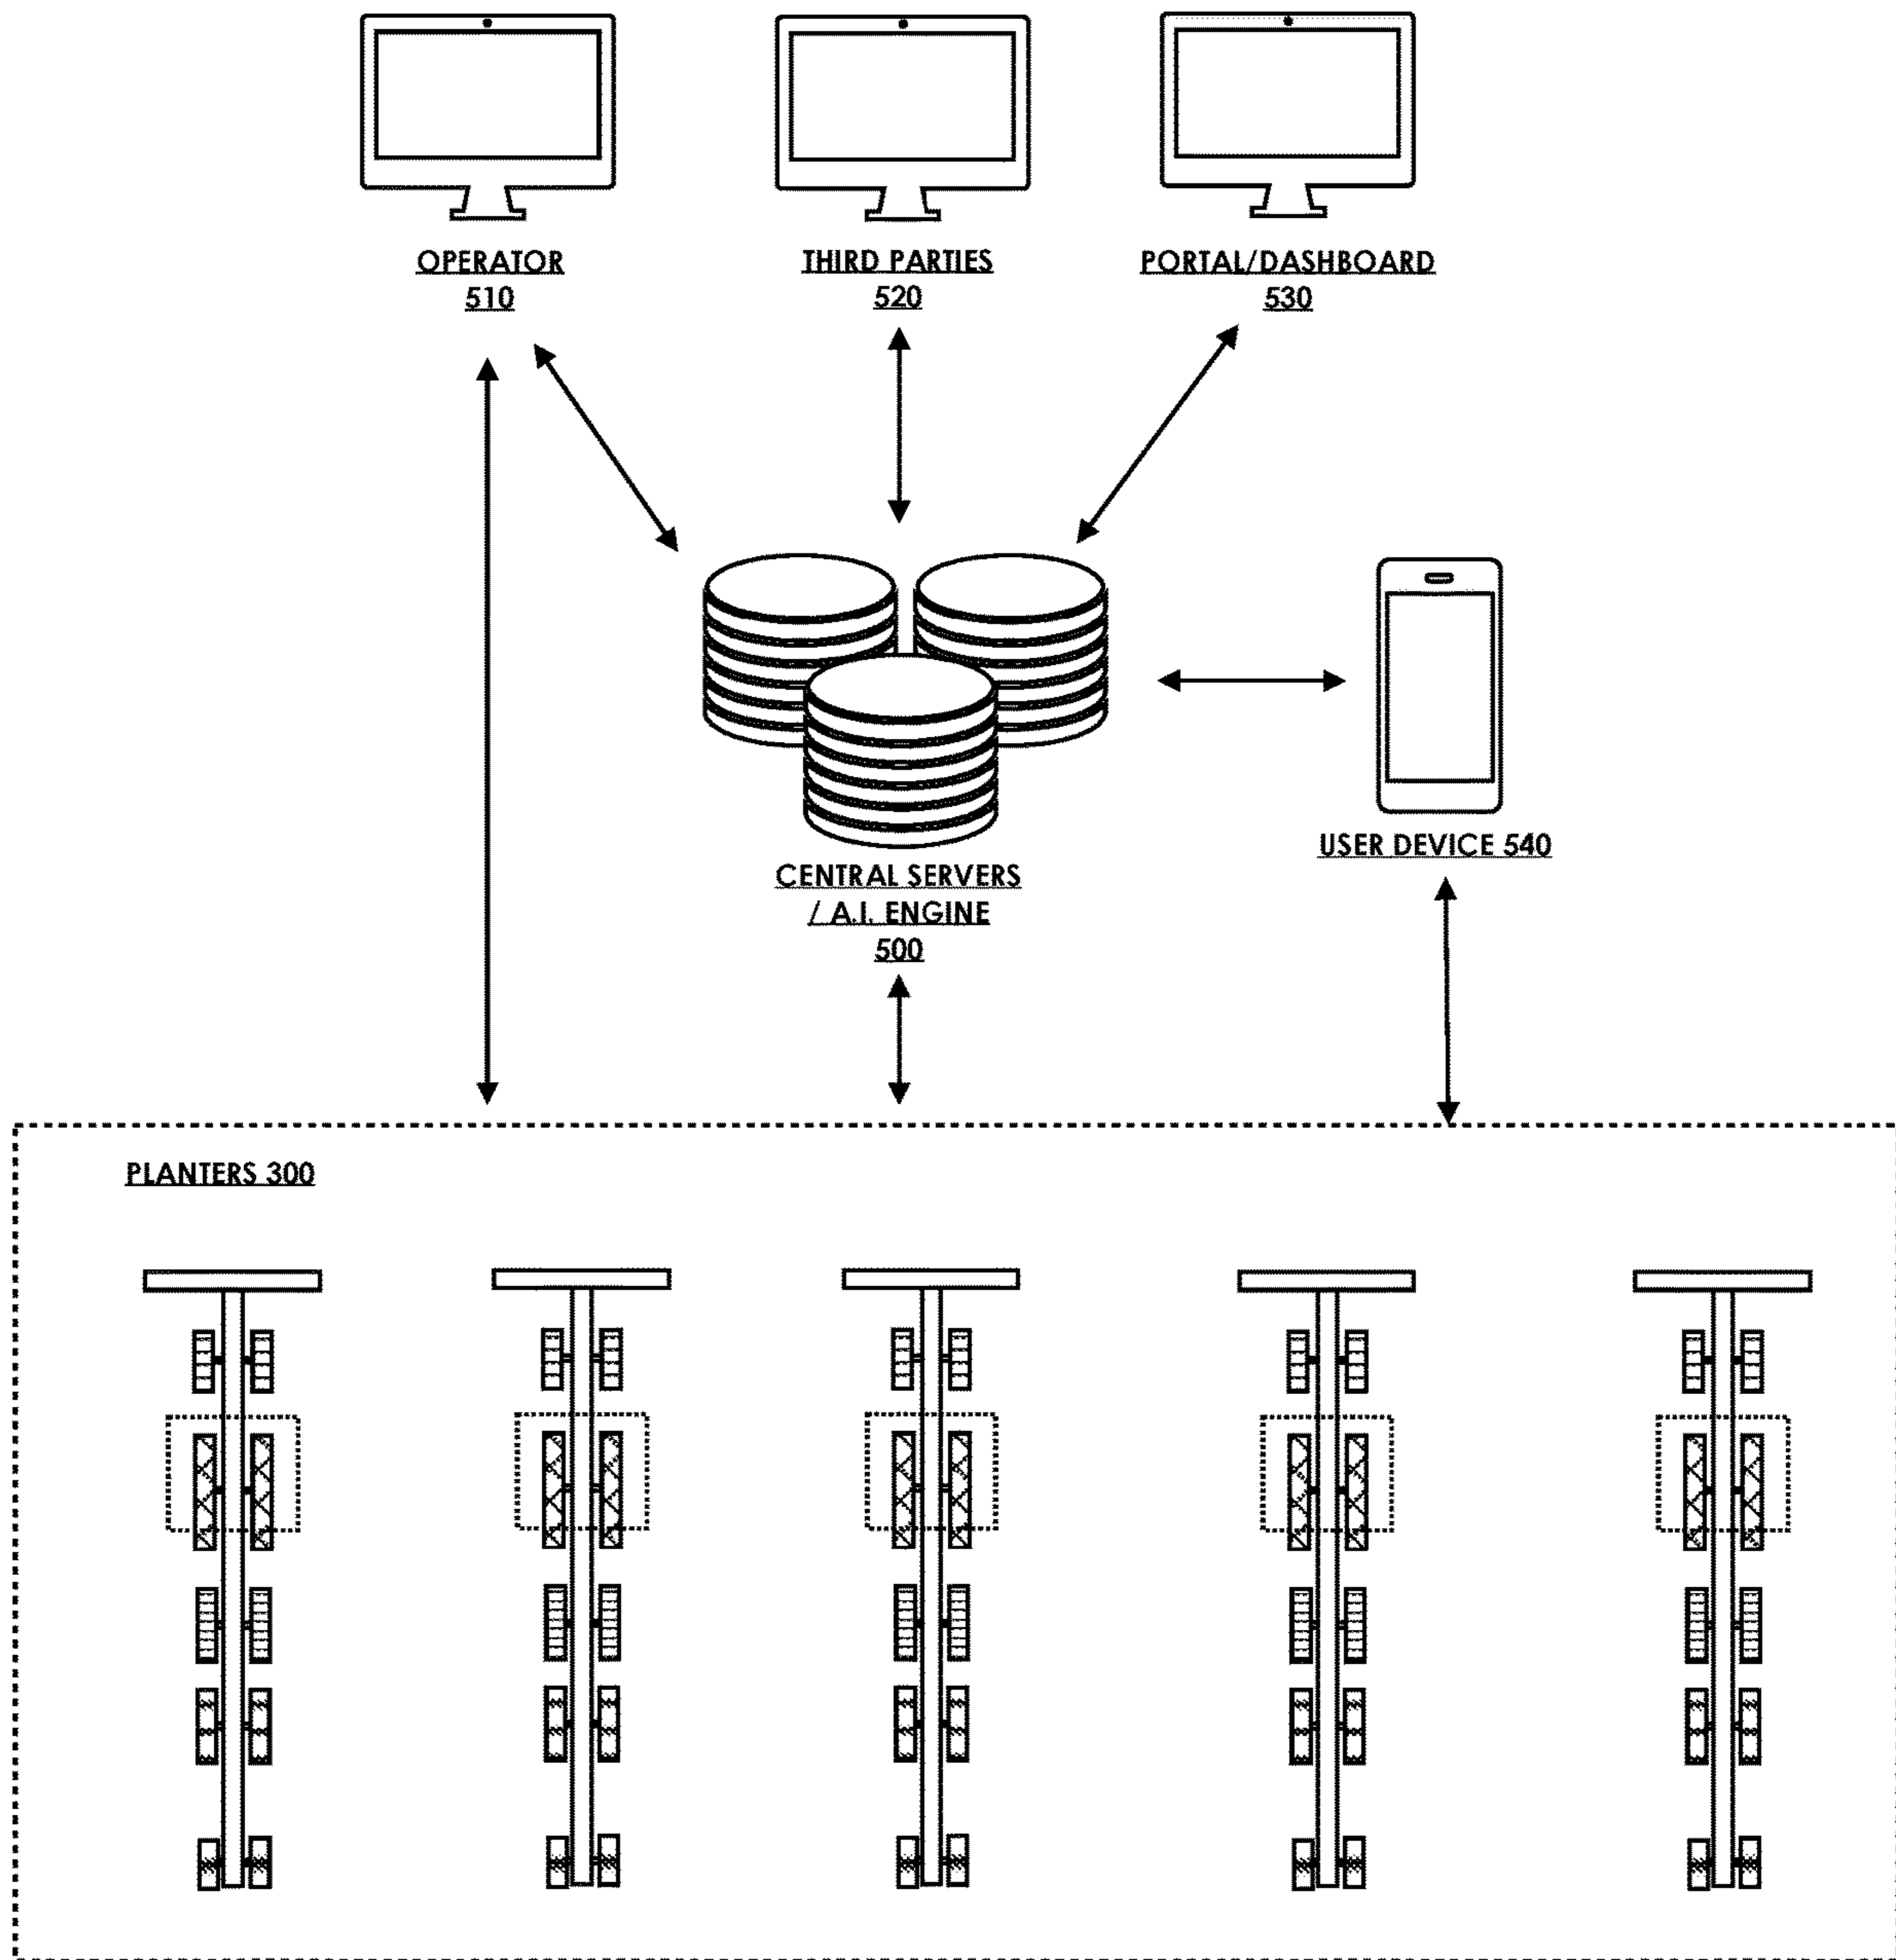 OPERATOR
510
THIRD PARTIES
520
PORTAL/DASHBOARD
530
USER DEVICE 540
CENTRAL SERVERS
/ A.I. ENGINE
500
PLANTERS 300